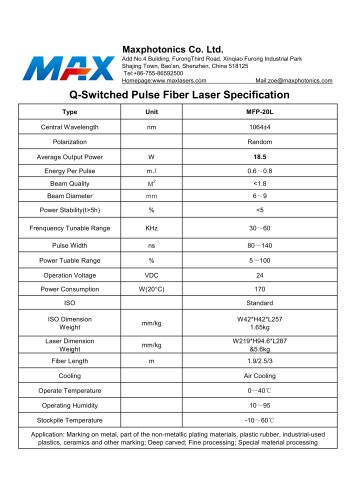 Maxphotonics Co. Ltd.
MAX
Add:No.4 Building, FurongThird Road, Xinqiao Furong Industrial Park
Shajing Town, Bao'an, Shenzhen, China 518125
Tel:+86-755-86592500
Homepage:www.maxlasers.com Mail:zoe@maxphotonics.com
Q-Switched Pulse Fiber Laser Specification
Type Unit MFP-20L
Central Wavelength nm 1064±4
Polarization Random
Average Output Power W 18.5
Energy Per Pulse mJ 0.6～0.8
Beam Quality M² <1.8
Beam Diameter mm 6～9
Power Stability(t>5h) % <5
Frenquency Tunable Range KHz 30～60
Pulse Width ns 80～140
Power Tuable Range % 5～100
Operation Voltage VDC 24
Power Consumption W(20°C) 170
ISO Standard
ISO Dimension
Weight mm/kg W42*H42*L257
1.65kg
Laser Dimension
Weight mm/kg W219*H94.6*L287
&5.6kg
Fiber Length m 1.9/2.5/3
Cooling Air Cooling
Operate Temperature 0～40℃
Operating Humidity 10～95
Stockpile Temperature -10～60℃
Application: Marking on metal, part of the non-metallic plating materials, plastic rubber, industrial-used
plastics, ceramics and other marking; Deep carved; Fine processing; Special material processing